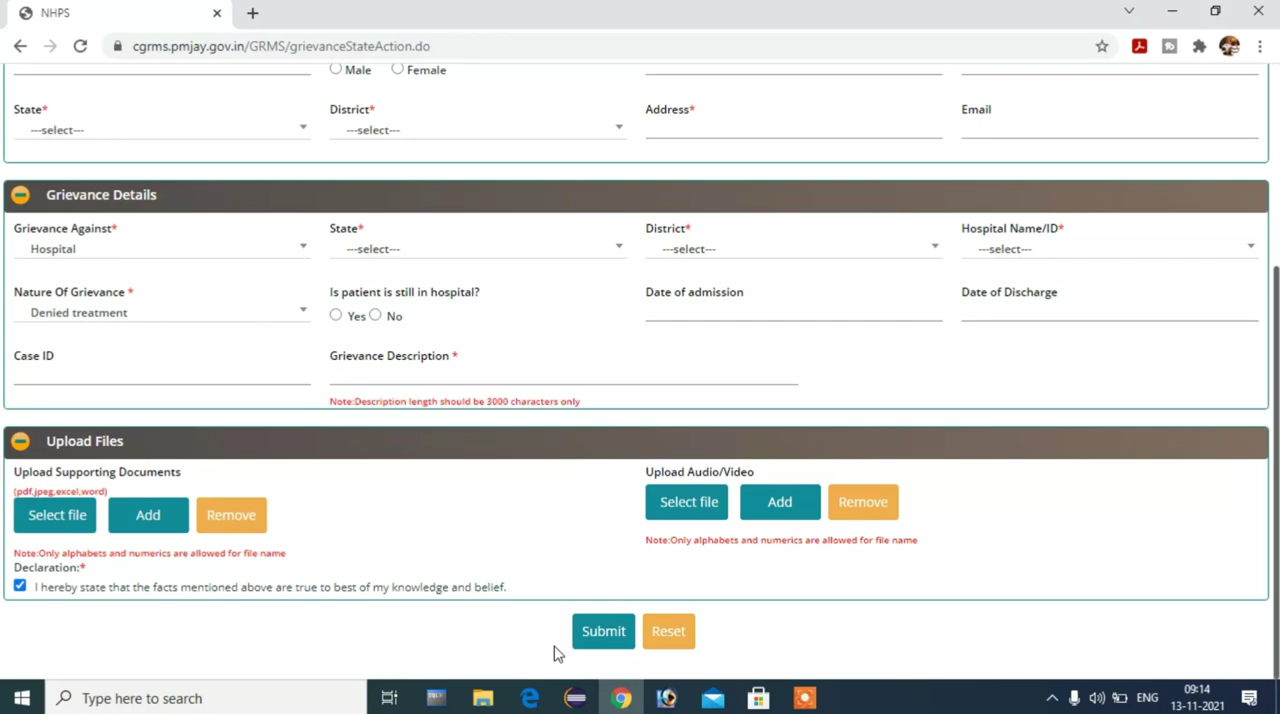 NHPS
cgrms.pmjay.gov.in/GRMS/grievanceStateAction.do
Male Female
State* District* Address* Email
---select--- ---select---
Grievance Details
Grievance Against* State* District* Hospital Name/ID*
Hospital ---select--- ---select--- ---select---
Nature Of Grievance * Is patient is still in hospital? Date of admission Date of Discharge
Denied treatment Yes No
Case ID Grievance Description *
Note:Description length should be 3000 characters only
Upload Files
Upload Supporting Documents Upload Audio/Video
(pdf,jpeg,excel,word)
Select file Add Remove Select file Add Remove
Note:Only alphabets and numerics are allowed for file name Note:Only alphabets and numerics are allowed for file name
Declaration:*
I hereby state that the facts mentioned above are true to best of my knowledge and belief.
Submit Reset
Type here to search ENG 09:14
13-11-2021